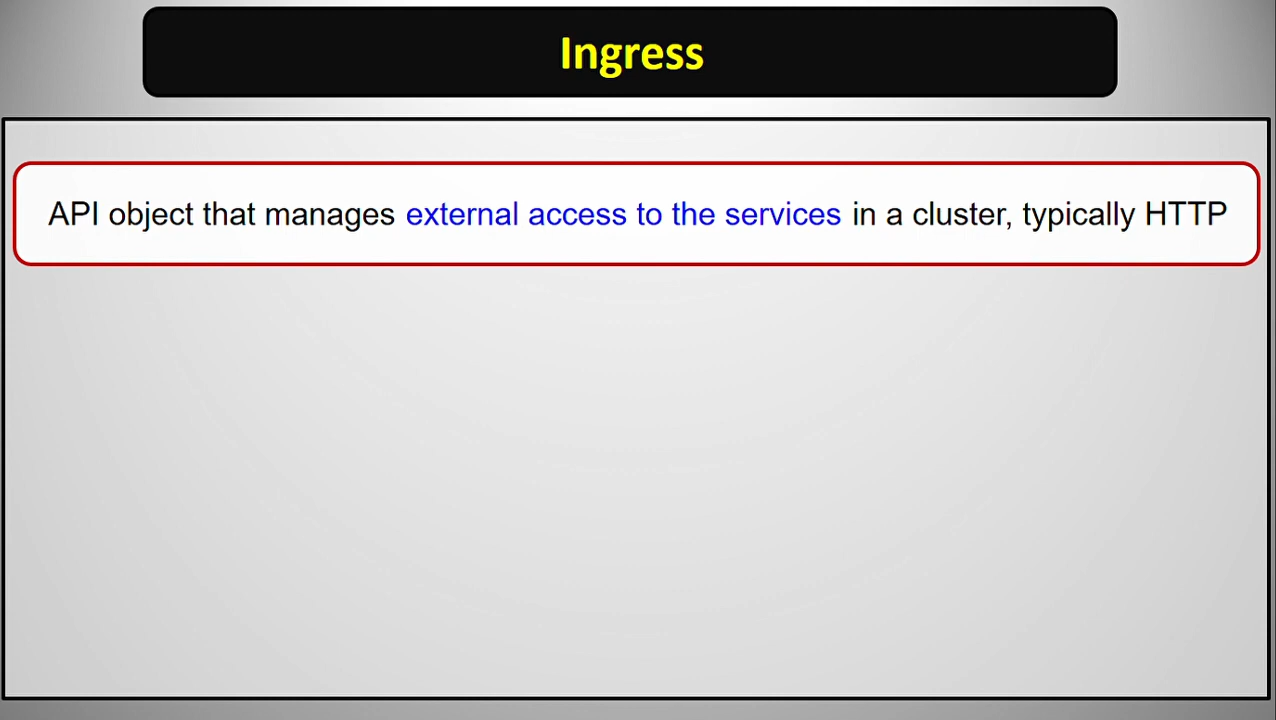 Ingress
API object that manages external access to the services in a cluster, typically HTTP